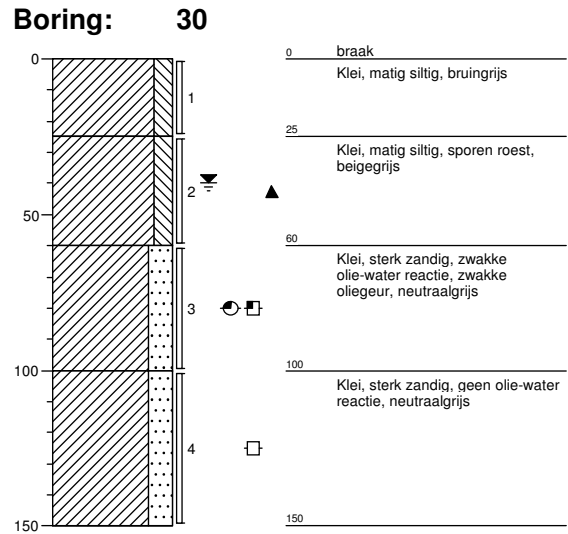 Boring: 30
0
50
100
150
1
2
3
4
0 braak
Klei, matig siltig, bruingrijs
25
Klei, matig siltig, sporen roest,
beigegrijs
60
Klei, sterk zandig, zwakke
olie-water reactie, zwakke
oliegeur, neutraalgrijs
100
Klei, sterk zandig, geen olie-water
reactie, neutraalgrijs
150